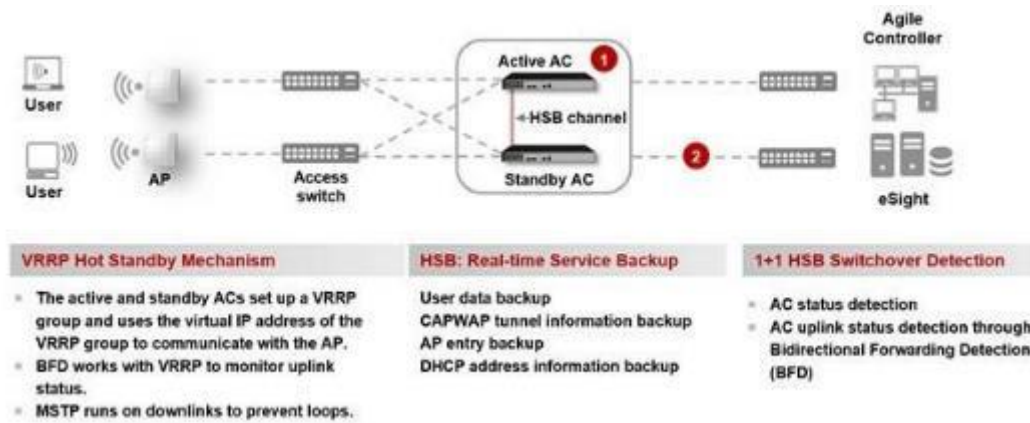 Agile
Controller
Active AC
1
User
HSB channel
2
User
AP
Access
switch
Standby AC
eSight
VRRP Hot Standby Mechanism
The active and standby ACs set up a VRRP
group and uses the virtual IP address of the
VRRP group to communicate with the AP.
BFD works with VRRP to monitor uplink
status.
MSTP runs on downlinks to prevent loops.
HSB: Real-time Service Backup
User data backup
CAPWAP tunnel information backup
AP entry backup
DHCP address information backup
1+1 HSB Switchover Detection
AC status detection
AC uplink status detection through
Bidirectional Forwarding Detection
(BFD)